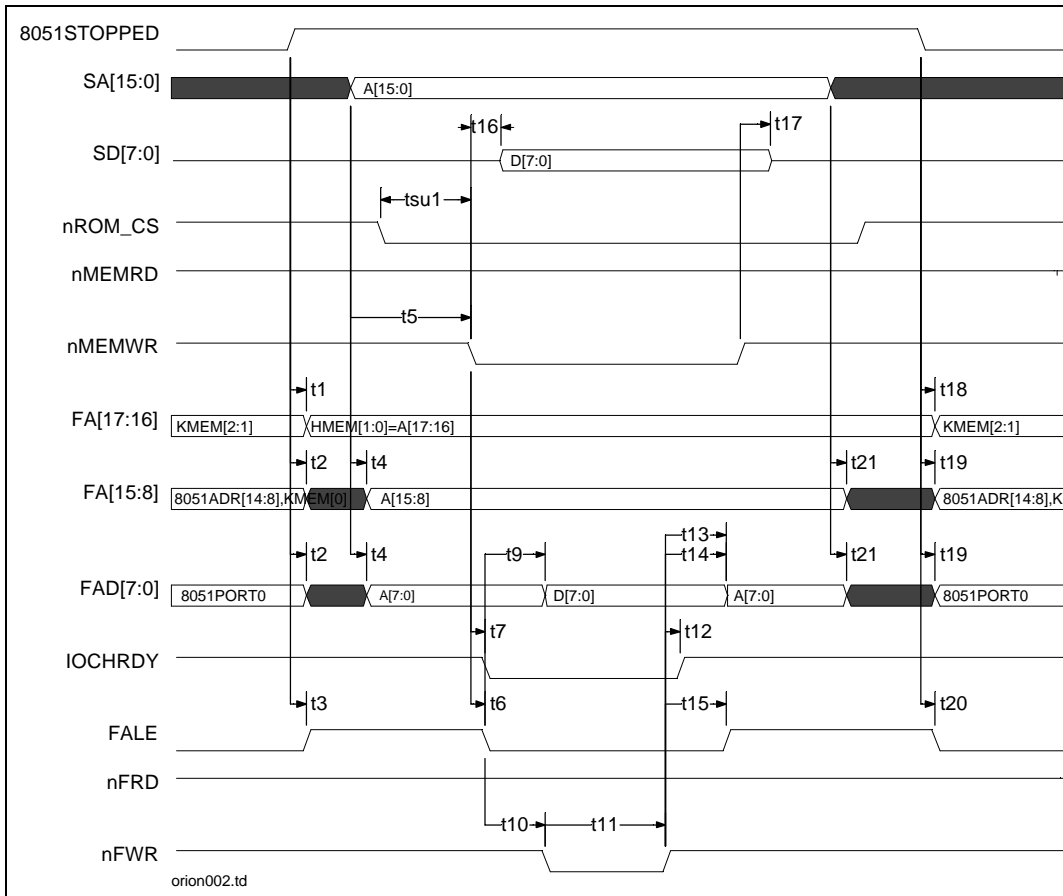 8051STOPPED
SA[15:0]
A[15:0]
t16
t17
SD[7:0]
D[7:0]
tsu1
nROM_CS
nMEMRD
t5
nMEMWR
t1
t18
FA[17:16]
KMEM[2:1]
HMEM[1:0]=A[17:16]
KMEM[2:1]
t2
t4
t21
t19
FA[15:8]
8051ADR[14:8],KMEM[0]
A[15:8]
8051ADR[14:8],K
t13
t2
t4
t9
t14
t21
t19
FAD[7:0]
8051PORT0
A[7:0]
D[7:0]
A[7:0]
8051PORT0
t7
t12
IOCHRDY
t3
t6
t15
t20
FALE
nFRD
t10
t11
nFWR
orion002.td